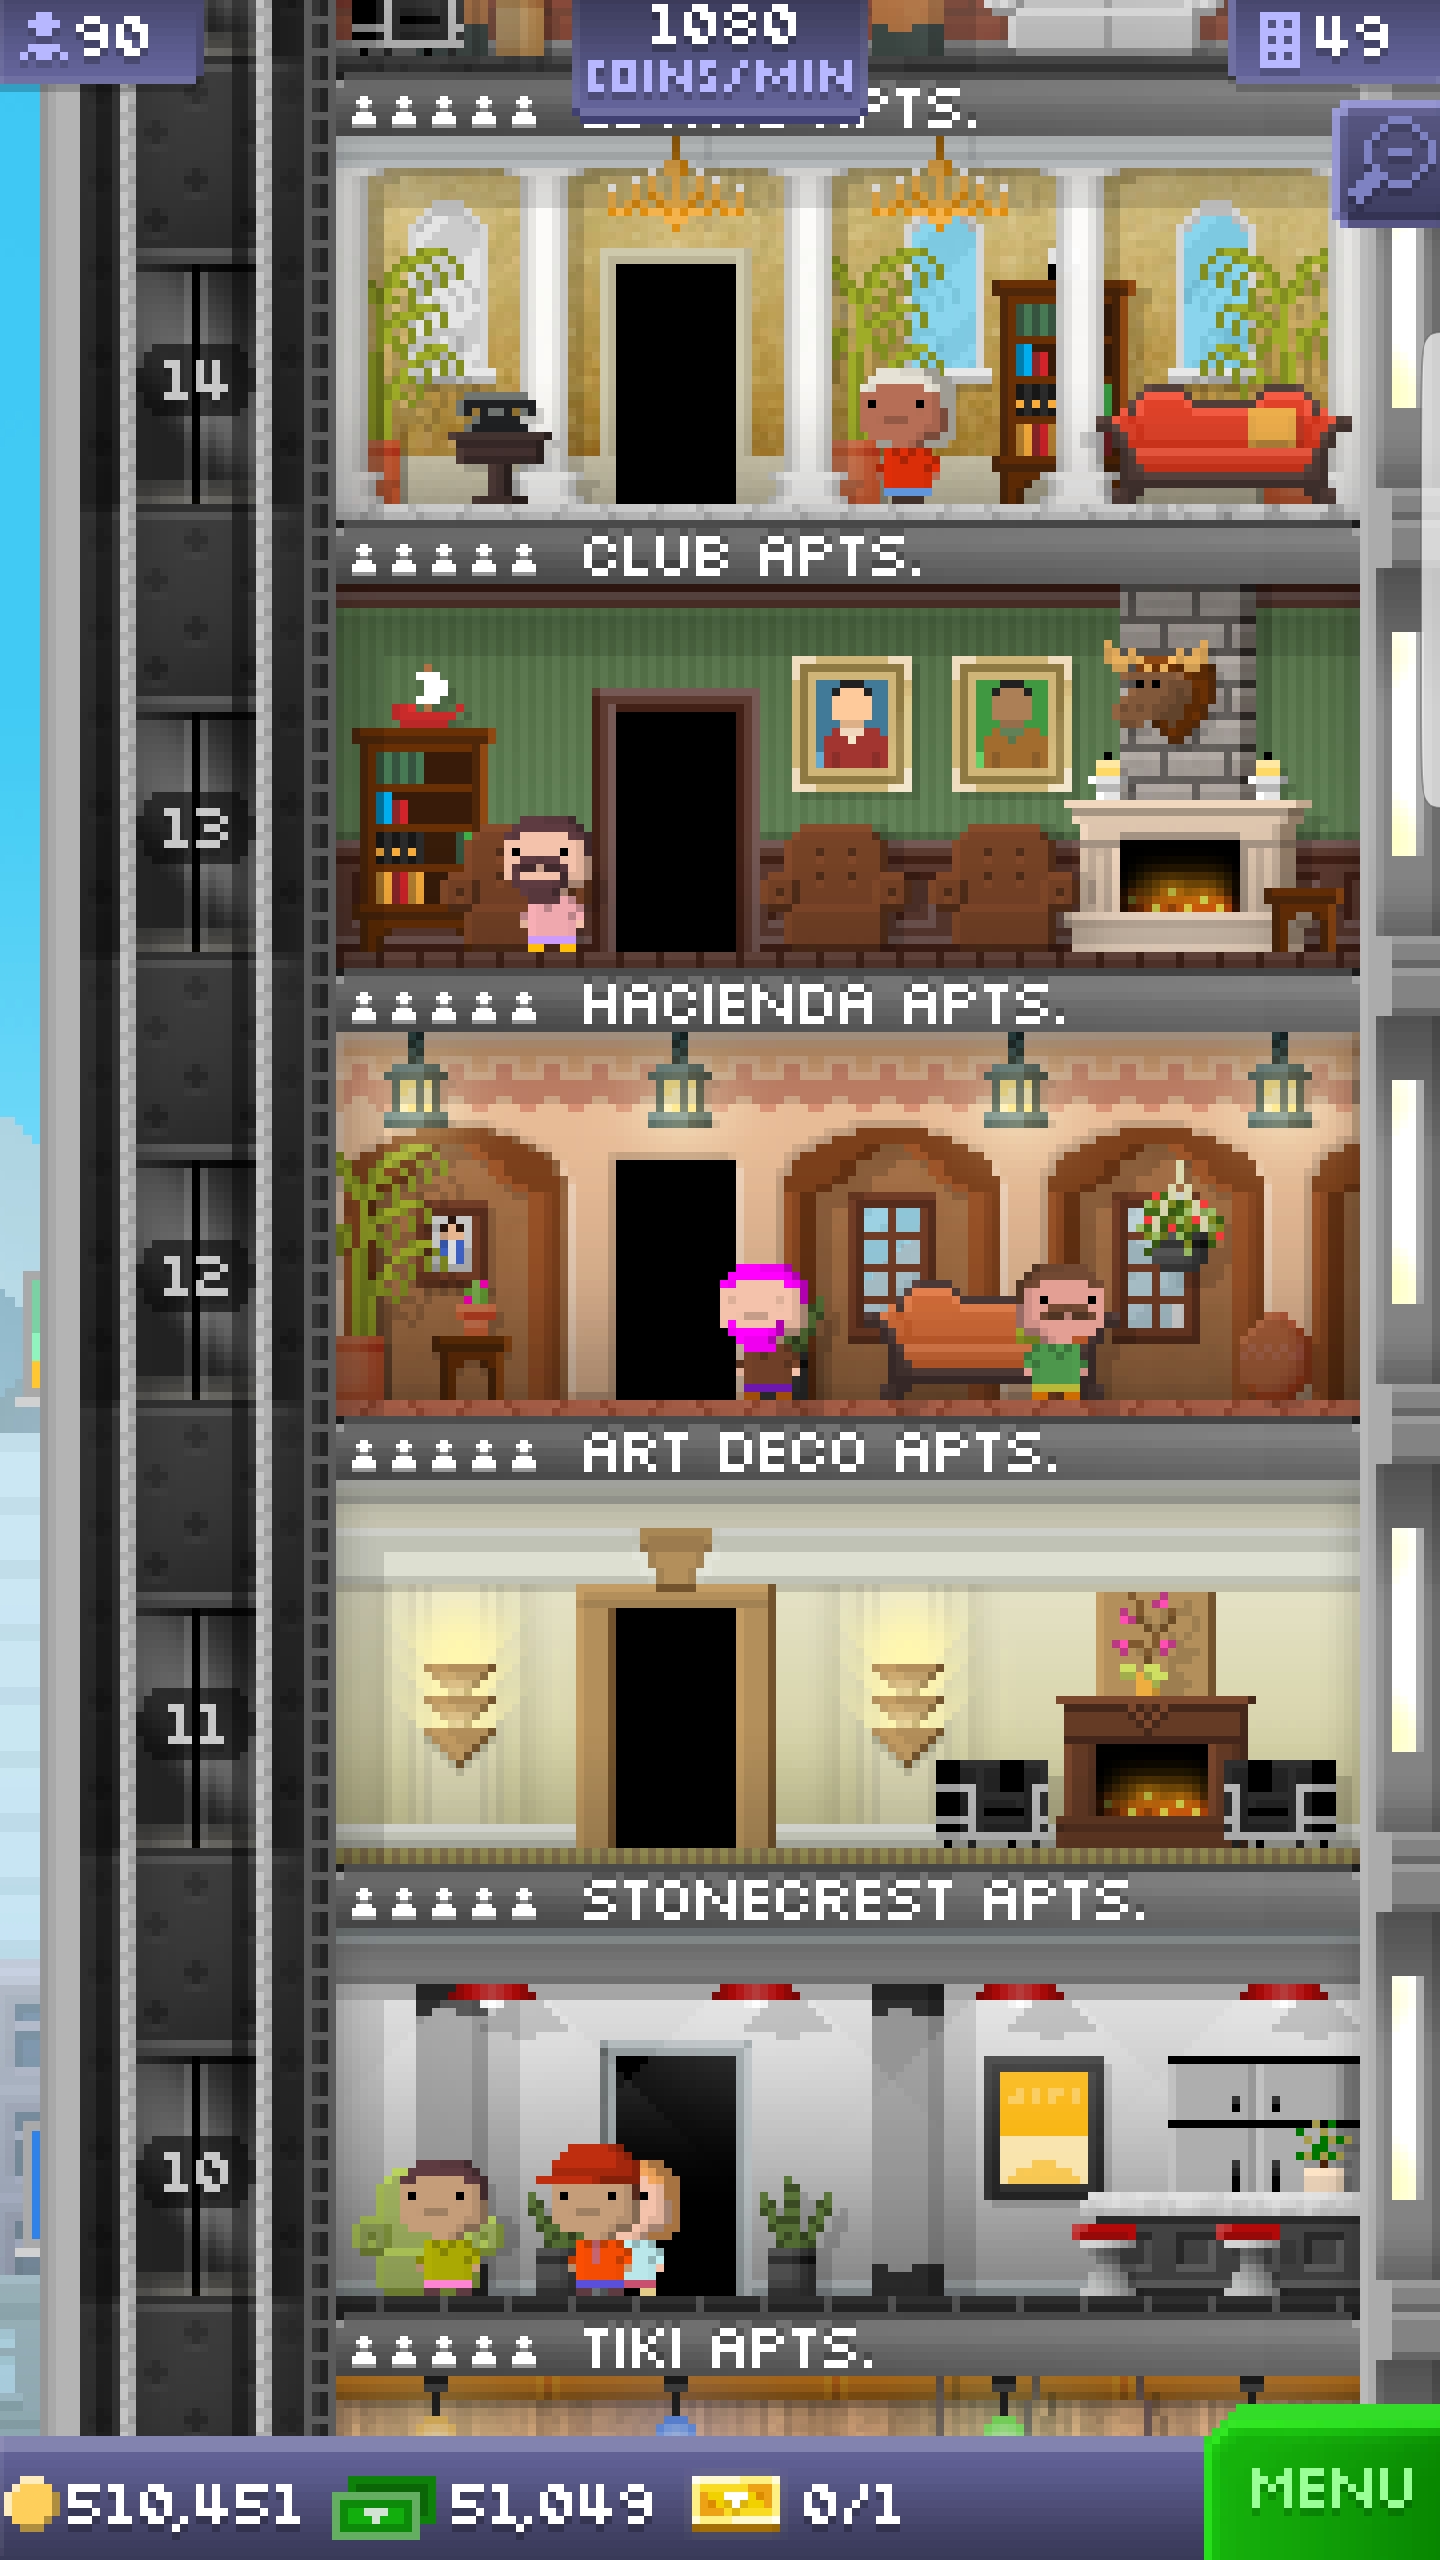 90
1080
COINS/MIN
49
APTS.
14
CLUB APTS.
13
HACIENDA APTS.
12
ART DECO APTS.
11
STONECREST APTS.
10
TIKI APTS.
510,451
51,049
0/1
MENU